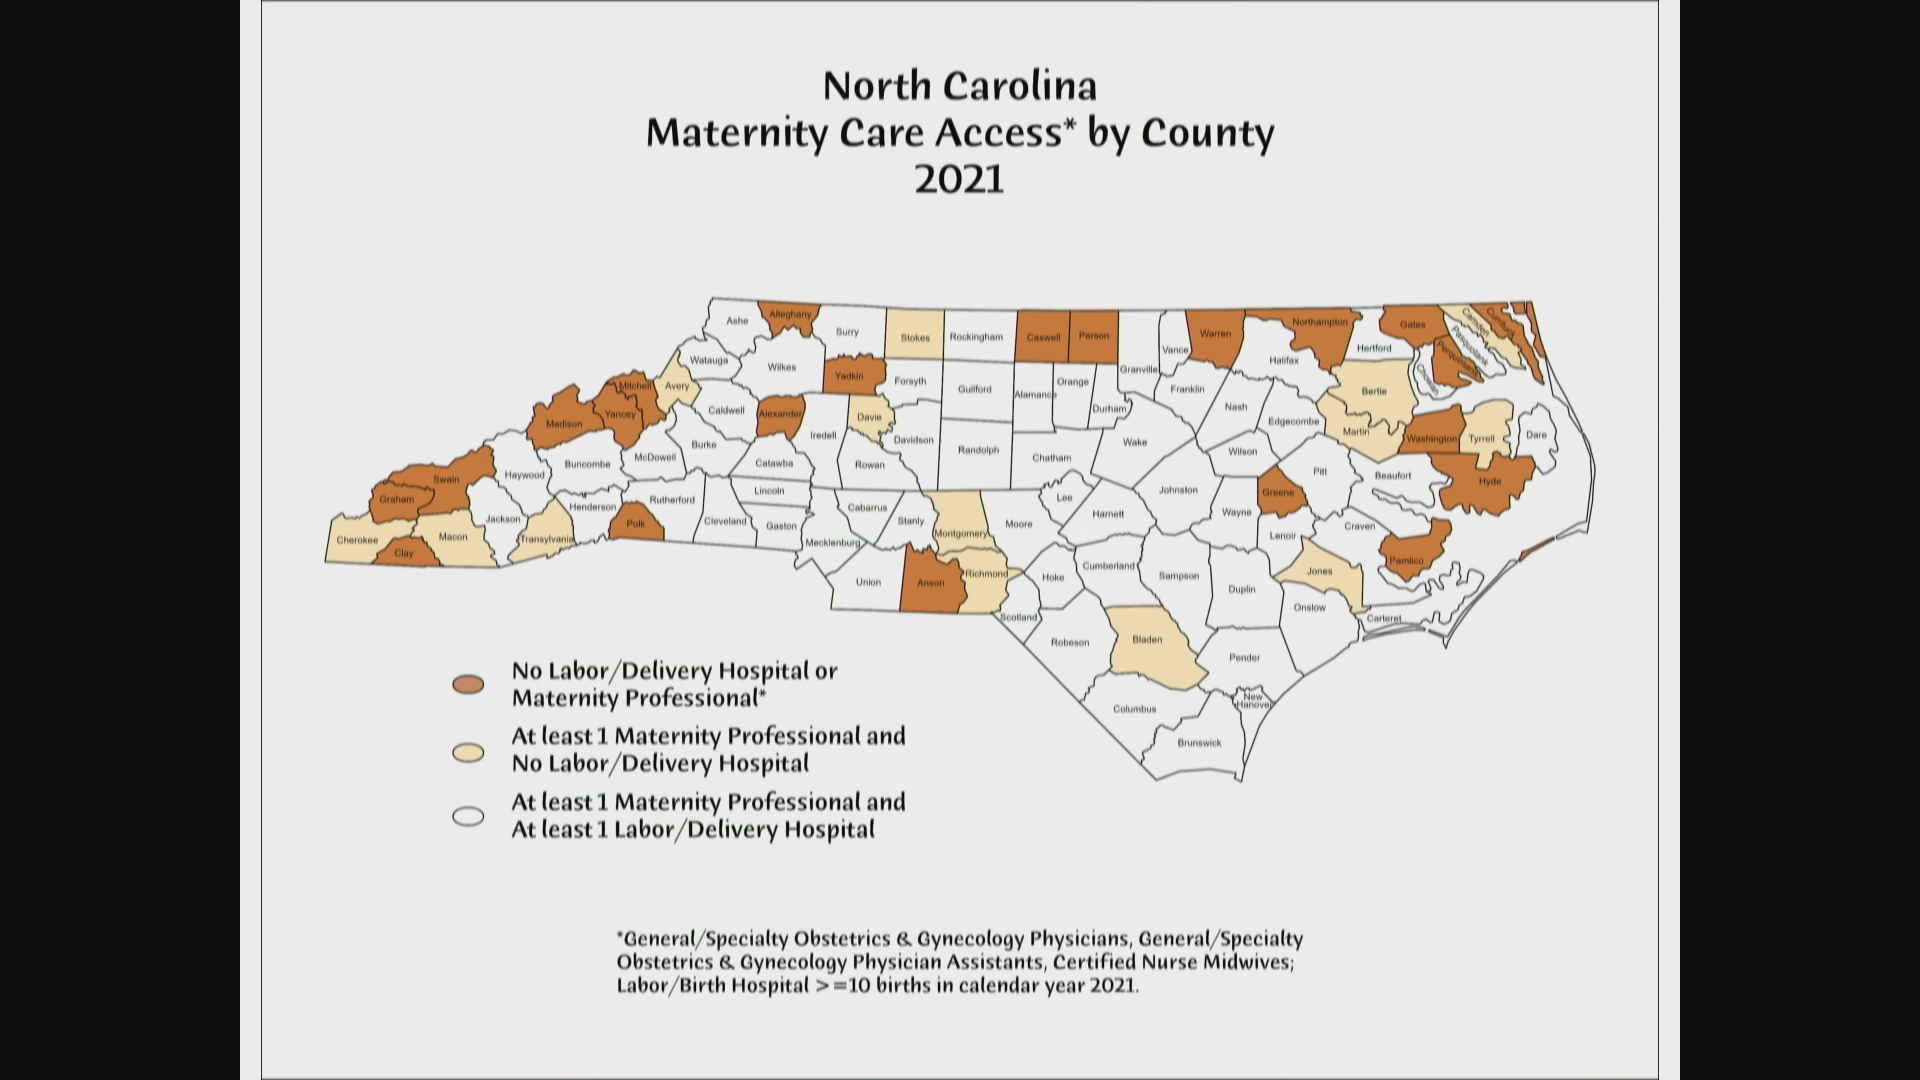 North Carolina
Maternity Care Access* by County
2021
Ashe
Alleghany
Surry
Stokes
Rockingham
Caswell
Person
Vance
Warren
Northampton
Gates
Camden
Currituck
Watauga
Wilkes
Yadkin
Forsyth
Guilford
Alamance
Orange
Durham
Granville
Franklin
Halifax
Hertford
Pasquotank
Perquimans
Chowan
Mitchell
Avery
Yancey
Madison
Caldwell
Alexander
Davie
Iredell
Davidson
Randolph
Chatham
Wake
Nash
Edgecombe
Bertie
Martin
Washington
Tyrrell
Dare
Burke
McDowell
Buncombe
Haywood
Swain
Graham
Catawba
Rowan
Lincoln
Lee
Johnston
Wilson
Pitt
Beaufort
Hyde
Cherokee
Clay
Macon
Jackson
Transylvania
Henderson
Polk
Rutherford
Cleveland
Gaston
Mecklenburg
Cabarrus
Stanly
Montgomery
Moore
Harnett
Wayne
Greene
Lenoir
Craven
Pamlico
Union
Anson
Richmond
Hoke
Cumberland
Sampson
Duplin
Jones
Onslow
Carteret
Scotland
Robeson
Bladen
Pender
Columbus
New
Hanover
Brunswick
No Labor/Delivery Hospital or
Maternity Professional*
At least 1 Maternity Professional and
No Labor/Delivery Hospital
At least 1 Maternity Professional and
At least 1 Labor/Delivery Hospital
*General/Specialty Obstetrics & Gynecology Physicians, General/Specialty
Obstetrics & Gynecology Physician Assistants, Certified Nurse Midwives;
Labor/Birth Hospital >=10 births in calendar year 2021.